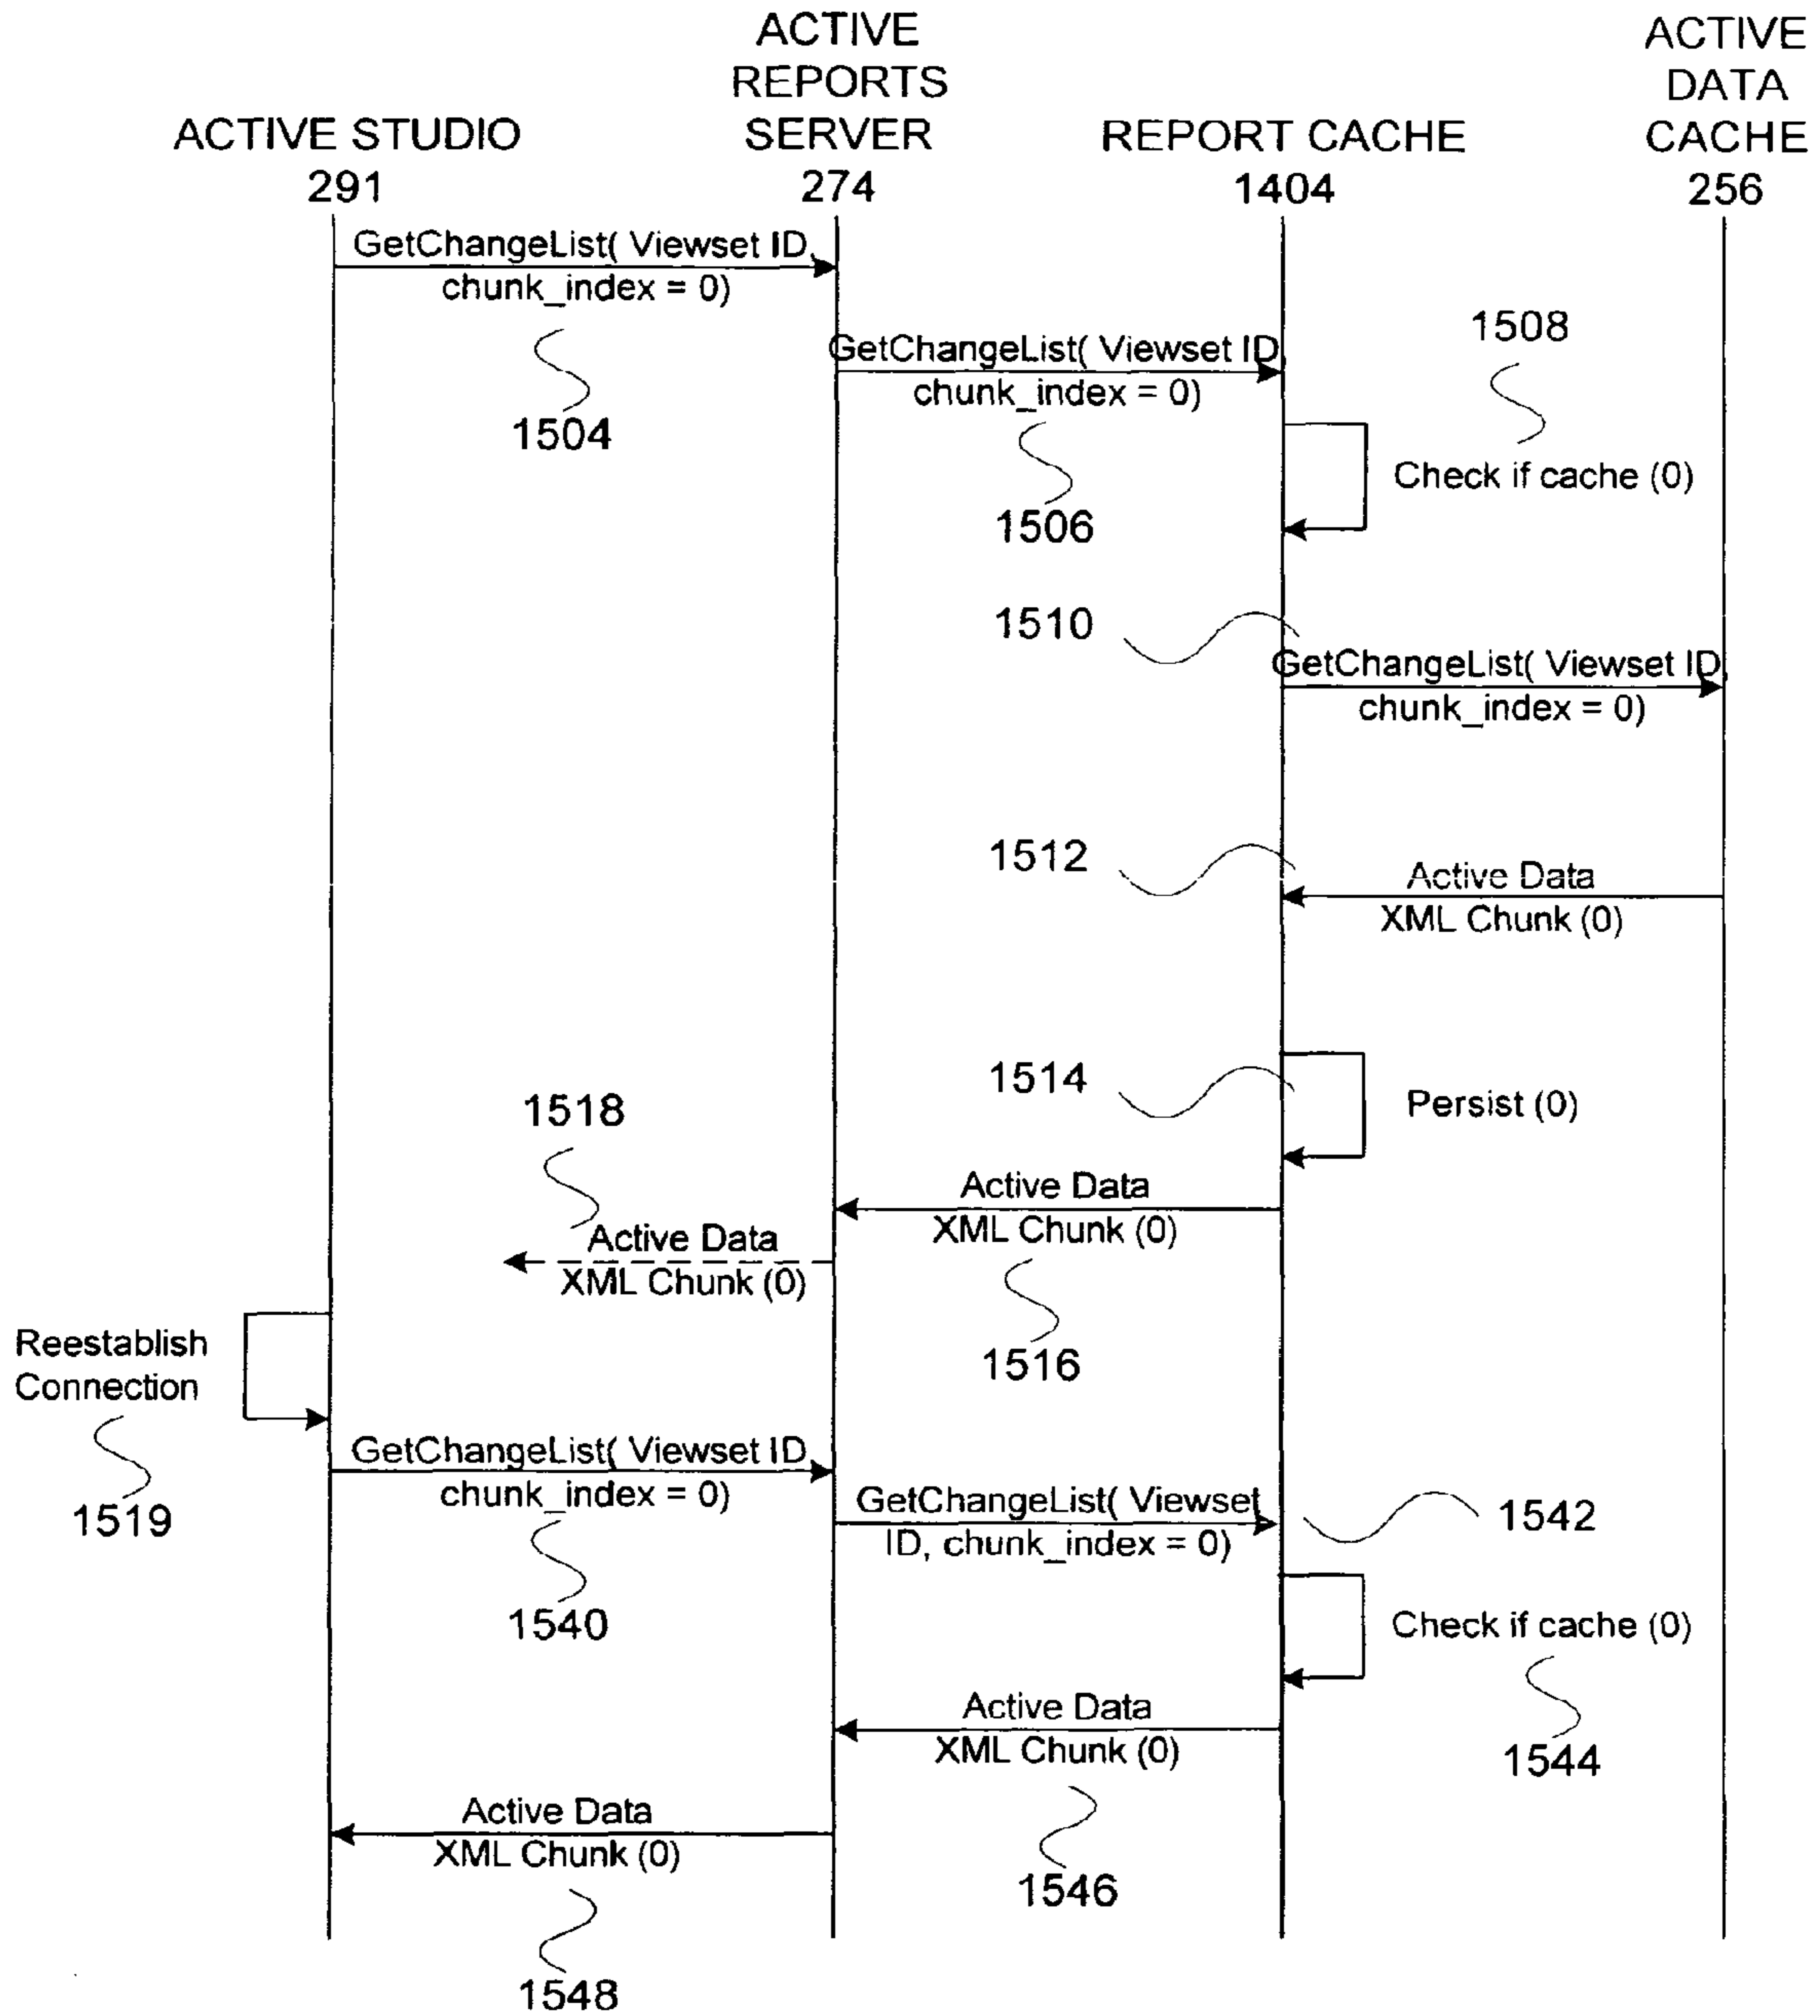 ACTIVE
REPORTS
SERVER
274
ACTIVE
DATA
CACHE
256
ACTIVE STUDIO
291
REPORT CACHE
1404
GetChangeList( Viewset ID,
chunk_index = 0)
1504
GetChangeList( Viewset ID,
chunk_index = 0)
1506
1508
Check if cache (0)
1510
GetChangeList( Viewset ID,
chunk_index = 0)
1512
Active Data
XML Chunk (0)
1514
Persist (0)
1518
Active Data
XML Chunk (0)
1516
Active Data
XML Chunk (0)
Reestablish
Connection
1519
GetChangeList( Viewset ID,
chunk_index = 0)
1540
GetChangeList( Viewset
ID, chunk_index = 0)
1542
Check if cache (0)
1544
Active Data
XML Chunk (0)
1546
Active Data
XML Chunk (0)
1548